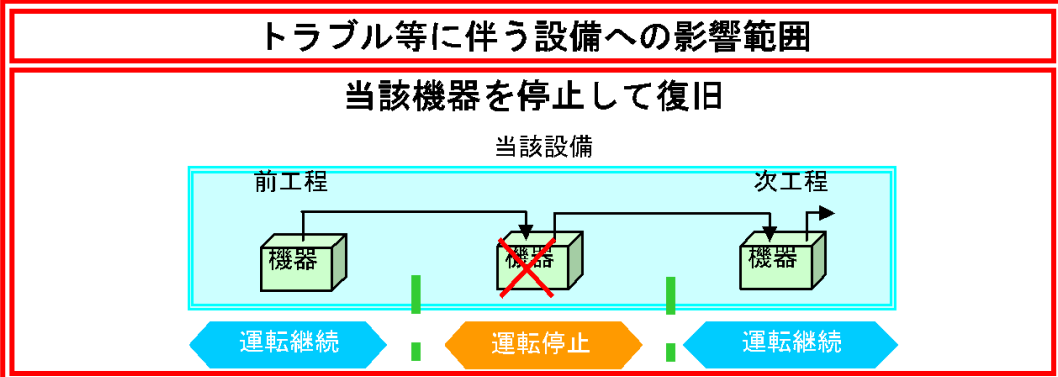 トラブル等に伴う設備への影響範囲
当該機器を停止して復旧
当該設備
前工程
次工程
機器
機器
機器
運転継続
運転停止
運転継続